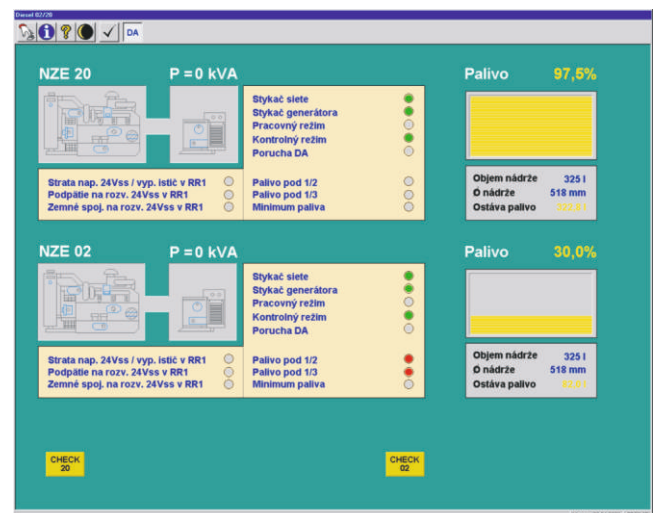 Diesel 02/20
DA
NZE 20 P = 0 kVA Palivo 97,5%
Stykač siete
Stykač generátora
Pracovný režim
Kontrolný režim
Porucha DA
Strata nap. 24Vss / vyp. istič v RR1
Podpätie na rozv. 24Vss v RR1
Zemné spoj. na rozv. 24Vss v RR1
Palivo pod 1/2
Palivo pod 1/3
Minimum paliva
Objem nádrže 325 l
Ó nádrže 518 mm
Ostáva palivo
NZE 02 P = 0 kVA Palivo 30,0%
Stykač siete
Stykač generátora
Pracovný režim
Kontrolný režim
Porucha DA
Strata nap. 24Vss / vyp. istič v RR1
Podpätie na rozv. 24Vss v RR1
Zemné spoj. na rozv. 24Vss v RR1
Palivo pod 1/2
Palivo pod 1/3
Minimum paliva
Objem nádrže 325 l
Ó nádrže 518 mm
Ostáva palivo
CHECK
20
CHECK
02